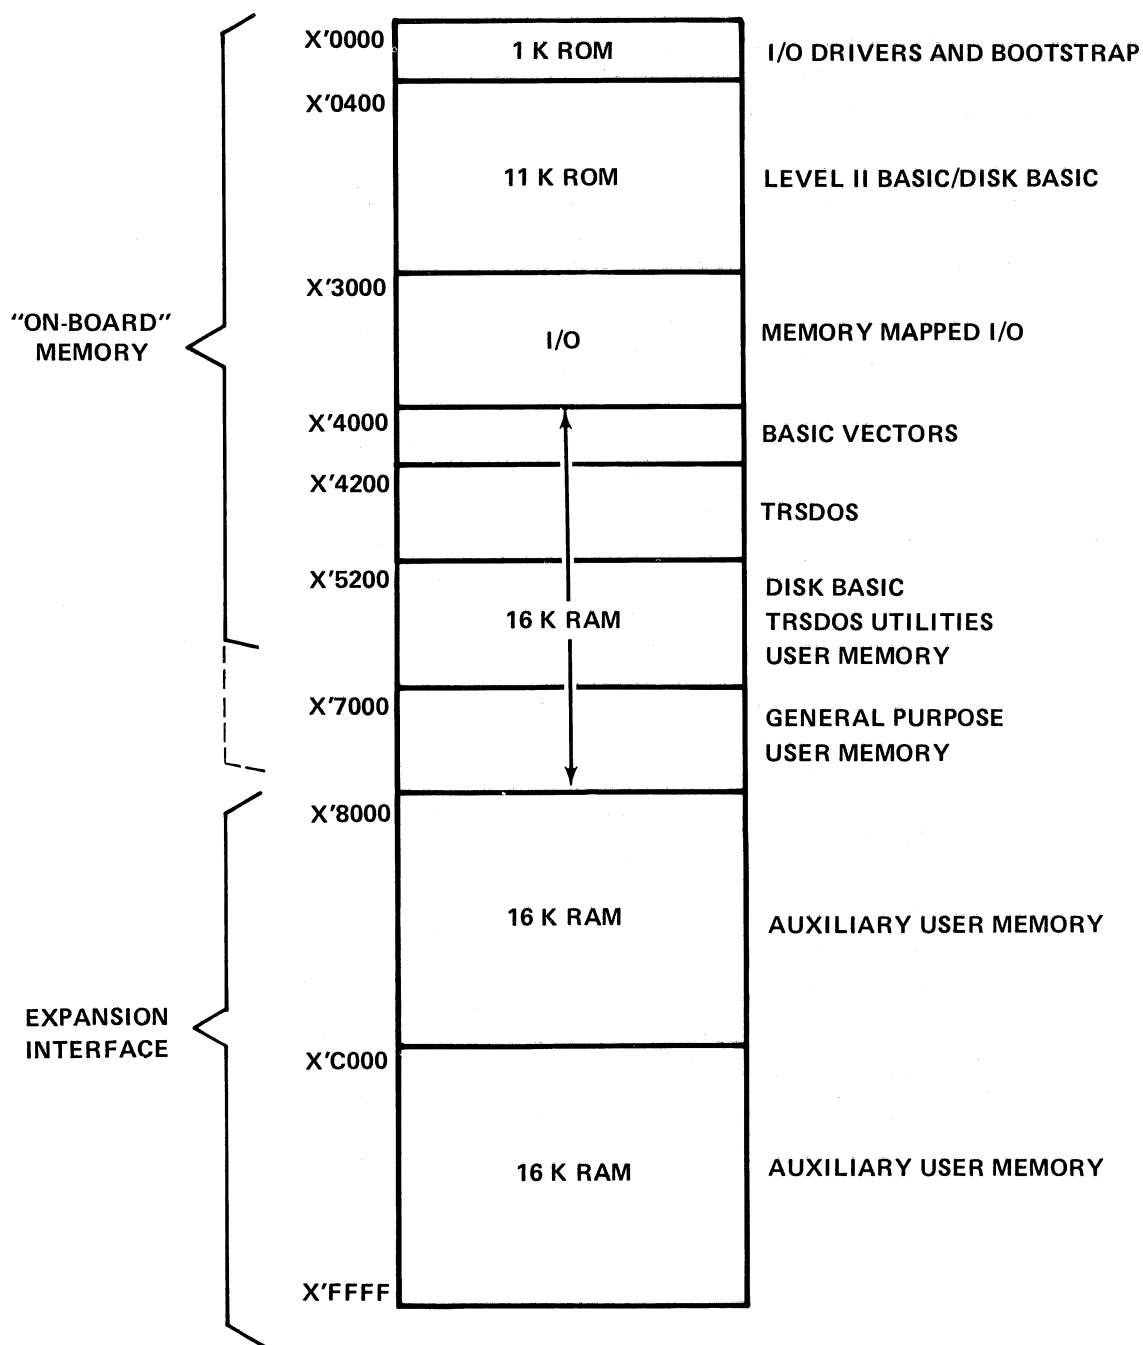 X'0000
1 K ROM
I/O DRIVERS AND BOOTSTRAP
X'0400
11 K ROM
LEVEL II BASIC/DISK BASIC
X'3000
"ON-BOARD"
MEMORY
I/O
MEMORY MAPPED I/O
X'4000
BASIC VECTORS
X'4200
TRSDOS
X'5200
16 K RAM
DISK BASIC
TRSDOS UTILITIES
USER MEMORY
X'7000
GENERAL PURPOSE
USER MEMORY
X'8000
16 K RAM
AUXILIARY USER MEMORY
EXPANSION
INTERFACE
X'C000
16 K RAM
AUXILIARY USER MEMORY
X'FFFF